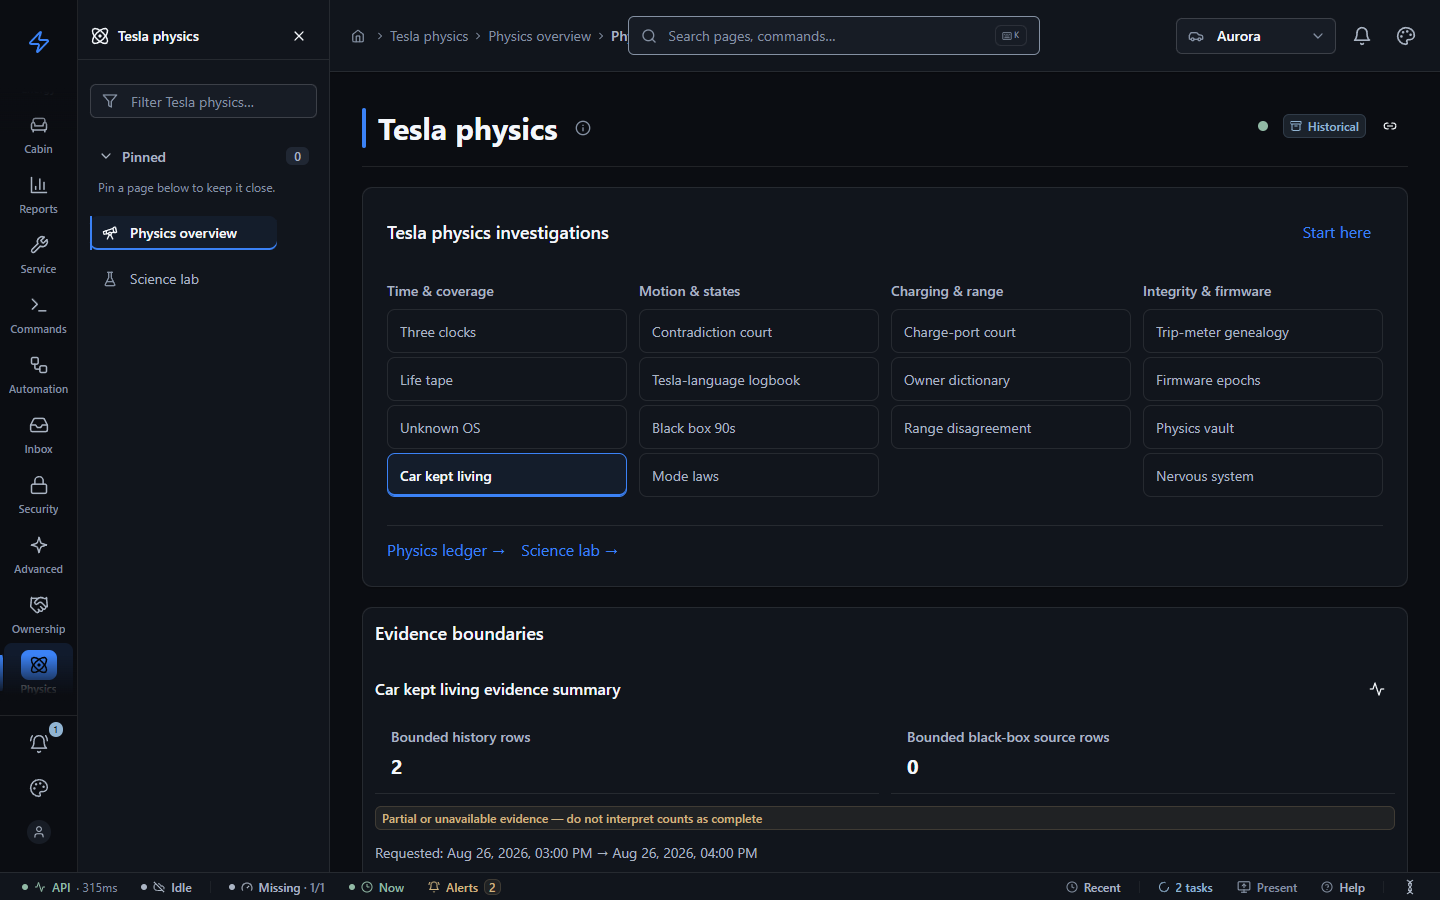 Tesla physics
Tesla physics
Physics overview
Ph
Search pages, commands...
K
Aurora
Filter Tesla physics...
Pinned
0
Pin a page below to keep it close.
Physics overview
Science lab
Cabin
Reports
Service
Commands
Automation
Inbox
Security
Advanced
Ownership
Physics
1
Tesla physics
Historical
Tesla physics investigations
Start here
Time & coverage
Three clocks
Life tape
Unknown OS
Car kept living
Motion & states
Contradiction court
Tesla-language logbook
Black box 90s
Mode laws
Charging & range
Charge-port court
Owner dictionary
Range disagreement
Integrity & firmware
Trip-meter genealogy
Firmware epochs
Physics vault
Nervous system
Physics ledger →
Science lab →
Evidence boundaries
Car kept living evidence summary
Bounded history rows
2
Bounded black-box source rows
0
Partial or unavailable evidence — do not interpret counts as complete
Requested: Aug 26, 2026, 03:00 PM → Aug 26, 2026, 04:00 PM
API · 315ms
Idle
Missing · 1/1
Now
Alerts 2
Recent
2 tasks
Present
Help